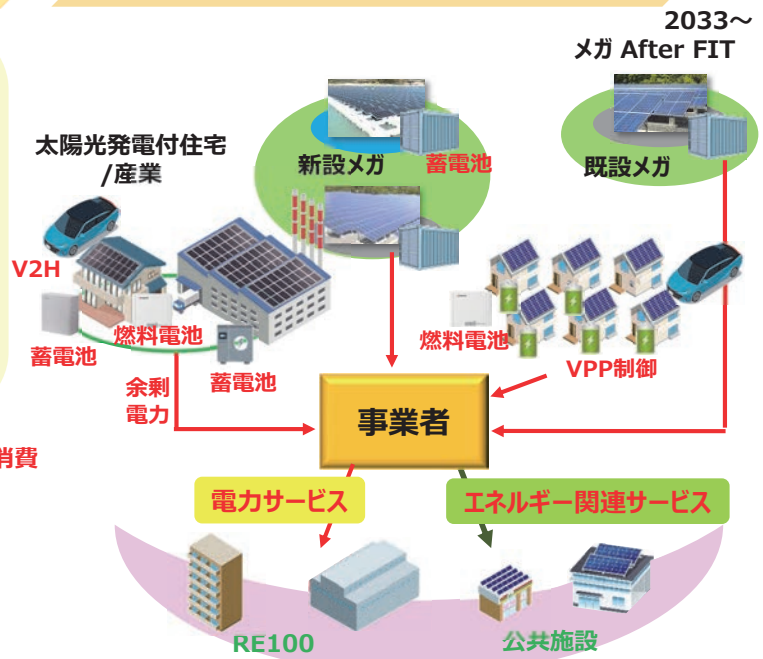 2033～
メガ After FIT
太陽光発電付住宅
/産業
新設メガ
蓄電池
既設メガ
V2H
燃料電池
蓄電池
蓄電池
燃料電池
VPP制御
余剰
電力
事業者
消費
電力サービス
エネルギー関連サービス
RE100
公共施設